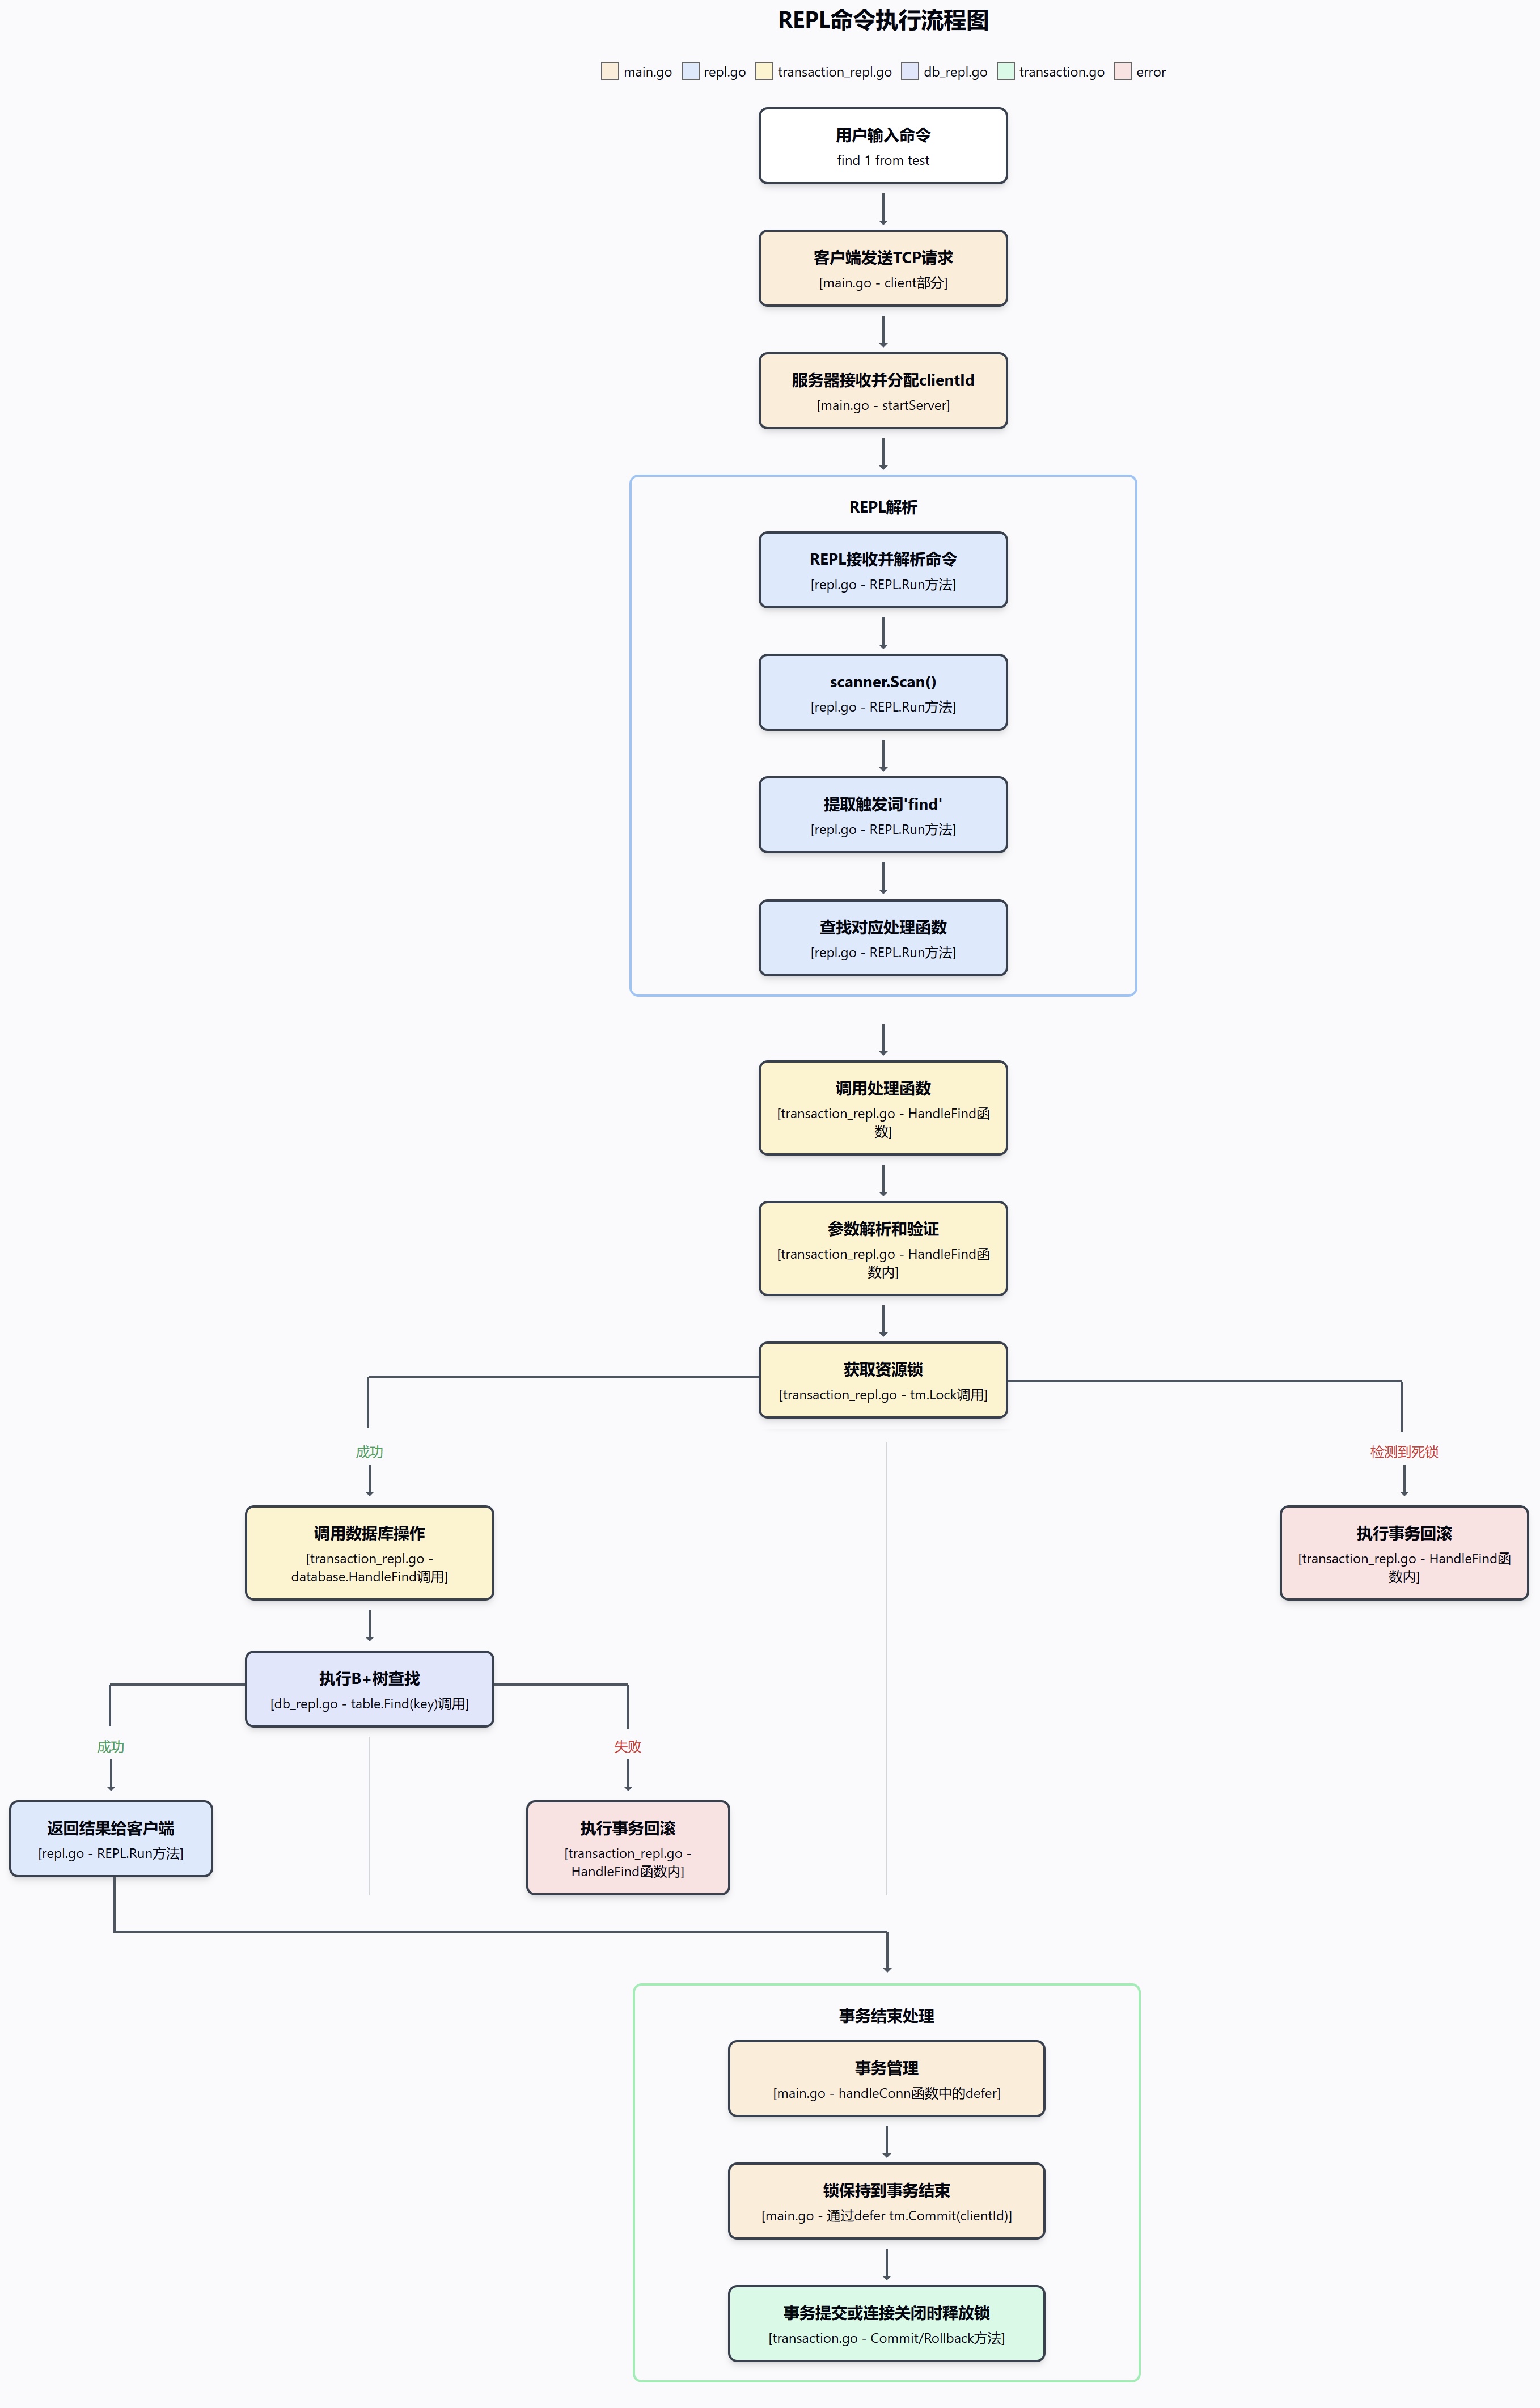 REPL命令执行流程图
main.go
repl.go
transaction_repl.go
db_repl.go
transaction.go
error
用户输入命令
find 1 from test
客户端发送TCP请求
[main.go - client部分]
服务器接收并分配clientId
[main.go - startServer]
REPL解析
REPL接收并解析命令
[repl.go - REPL.Run方法]
scanner.Scan()
[repl.go - REPL.Run方法]
提取触发词'find'
[repl.go - REPL.Run方法]
查找对应处理函数
[repl.go - REPL.Run方法]
调用处理函数
[transaction_repl.go - HandleFind函
数]
参数解析和验证
[transaction_repl.go - HandleFind函
数内]
获取资源锁
[transaction_repl.go - tm.Lock调用]
成功
检测到死锁
调用数据库操作
[transaction_repl.go -
database.HandleFind调用]
执行事务回滚
[transaction_repl.go - HandleFind函
数内]
执行B+树查找
[db_repl.go - table.Find(key)调用]
成功
失败
返回结果给客户端
[repl.go - REPL.Run方法]
执行事务回滚
[transaction_repl.go -
HandleFind函数内]
事务结束处理
事务管理
[main.go - handleConn函数中的defer]
锁保持到事务结束
[main.go - 通过defer tm.Commit(clientId)]
事务提交或连接关闭时释放锁
[transaction.go - Commit/Rollback方法]